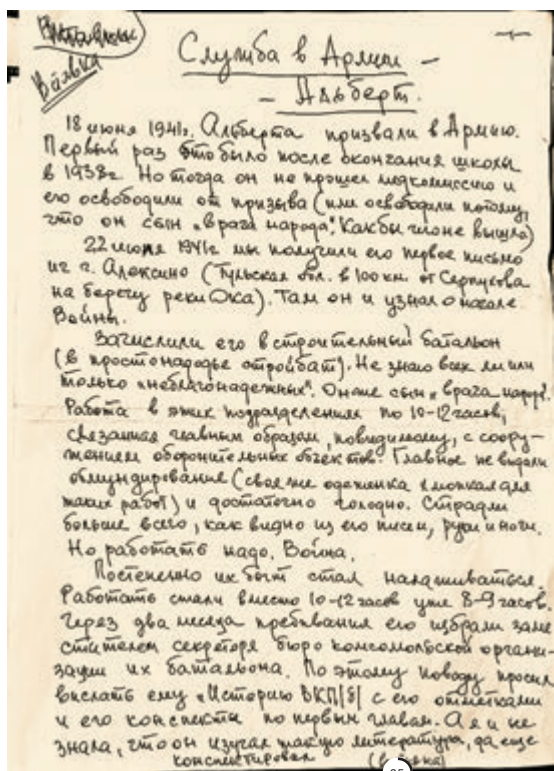 Вставка
Служба в Армии -
- Альберт.
18 июня 1941г. Альберта призвали в Армию.
Первый раз это было после окончания школы
в 1938г. Но тогда он не прошел медкомиссию и
его освободили от призыва (или освободили потому,
что он сын „врага народа". Как бы чего не вышло)
22 июня 1941г мы получили его первое письмо
из г. Алексино (Тульская обл. в 100 км. от Серпухова
на берегу реки Ока). Там он и узнал о начале
Войны.
Зачислили его в строительный батальон
(в простонародье стройбат). Не знаю всех ли или
только „неблагонадежных". Он же сын „врага народа".
Работа в этих подразделениях по 10-12 часов,
связанная главным образом, повидимому, с соору-
жением оборонительных объектов. Главное не выдали
обмундирование (своя же одежонка
таких работ) и достаточно голодно. Страдали
больше всего, как видно из его писем, руки и ноги.
Но работать надо. Война.
Постепенно их быт стал налаживаться.
Работать стали вместо 10-12 часов уже 8-9 часов.
Через два месяца пребывания его избрали заме-
стителем секретаря бюро комсомольской органи-
зации их батальона. По этому поводу просил
выслать ему „Историю ВКП/б/ с его отметками
и его конспекты по первым главам. А я и не
знала, что он изучал такую литературу, да еще
конспектировал